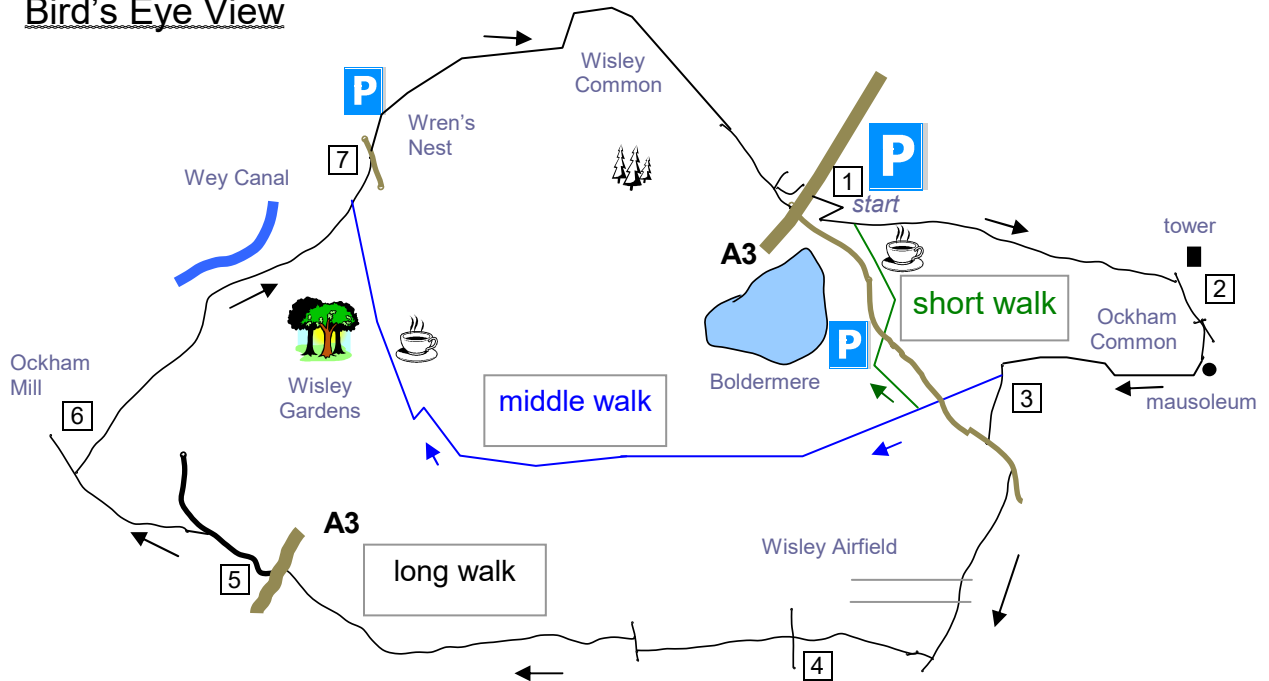 Bird's Eye View
P
Wisley
Common
Wren's
Nest
7
Wey Canal
P
1
start
A3
tower
2
short walk
Ockham
Common
P
Boldermere
3
mausoleum
Ockham
Mill
6
Wisley
Gardens
middle walk
A3
5
long walk
Wisley Airfield
4